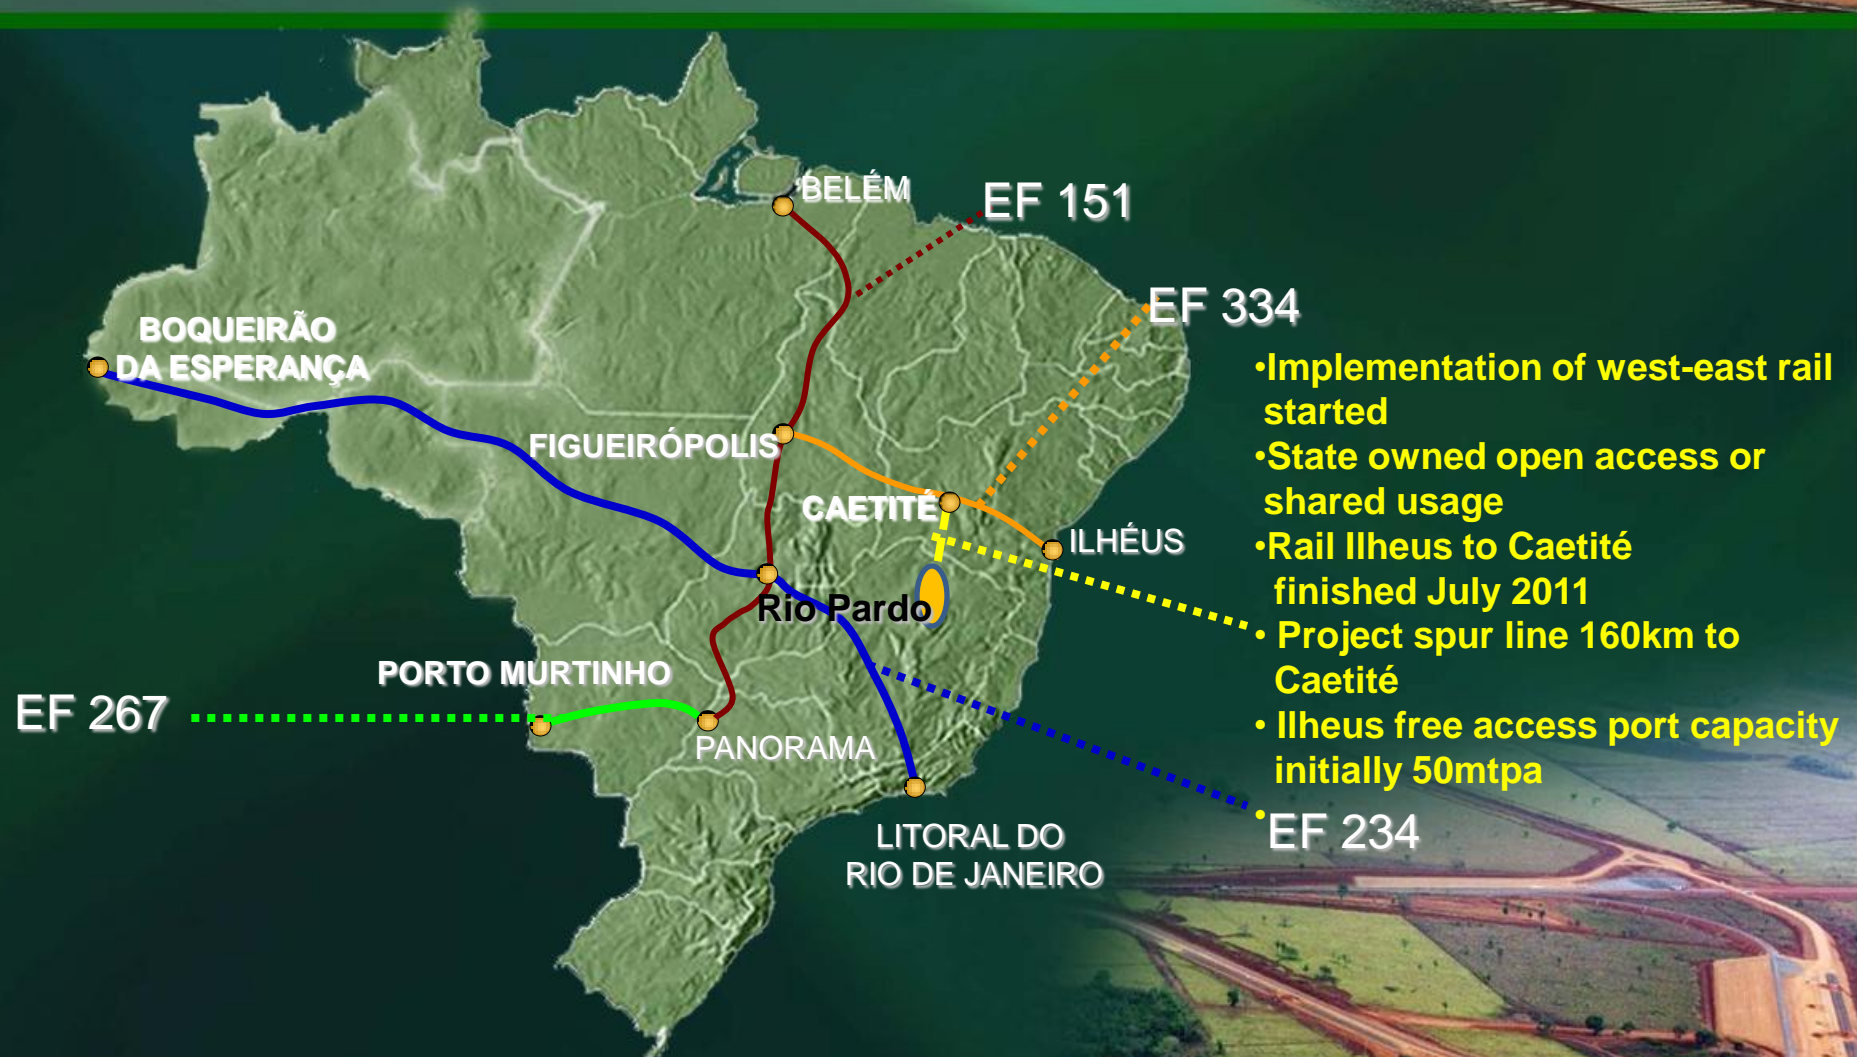 BELÉM
EF 151
EF 334
BOQUEIRÃO
DA ESPERANÇA
FIGUEIRÓPOLIS
CAETITÉ
ILHÉUS
Rio Pardo
PORTO MURTINHO
EF 267
PANORAMA
LITORAL DO
RIO DE JANEIRO
•Implementation of west-east rail
started
•State owned open access or
shared usage
•Rail Ilheus to Caetité
finished July 2011
• Project spur line 160km to
Caetité
• Ilheus free access port capacity
initially 50mtpa
•
EF 234